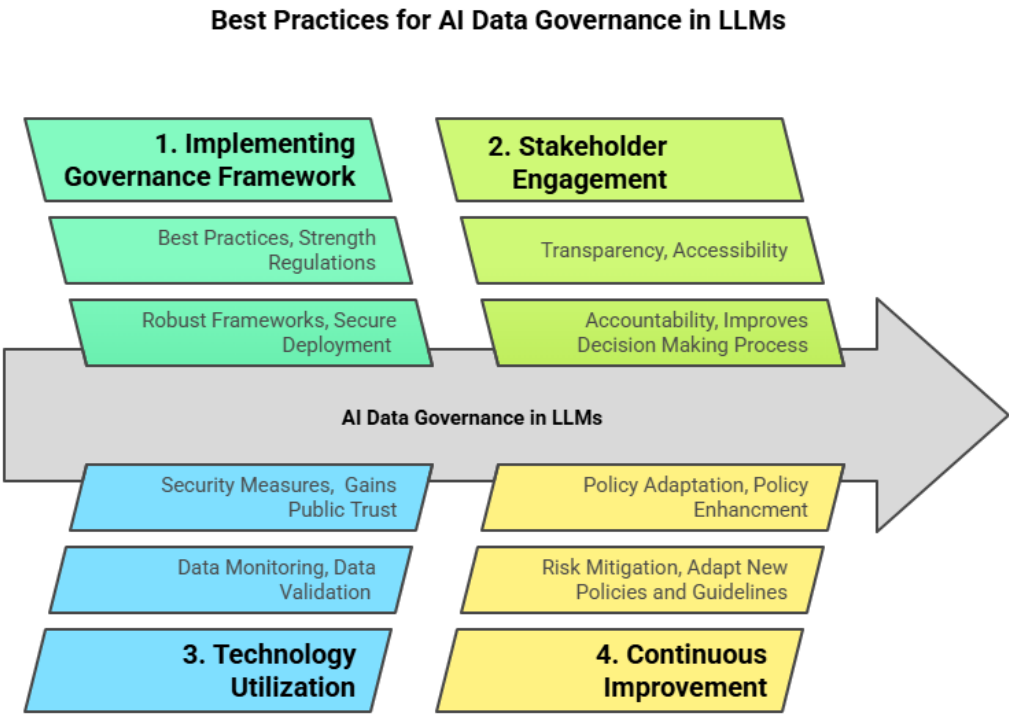 Best Practices for AI Data Governance in LLMs
1. Implementing
Governance Framework
Best Practices, Strength
Regulations
Robust Frameworks, Secure
Deployment
2. Stakeholder
Engagement
Transparency, Accessibility
Accountability, Improves
Decision Making Process
AI Data Governance in LLMs
Security Measures,  Gains
Public Trust
Data Monitoring, Data
Validation
3. Technology
Utilization
Policy Adaptation, Policy
Enhancment
Risk Mitigation, Adapt New
Policies and Guidelines
4. Continuous
Improvement